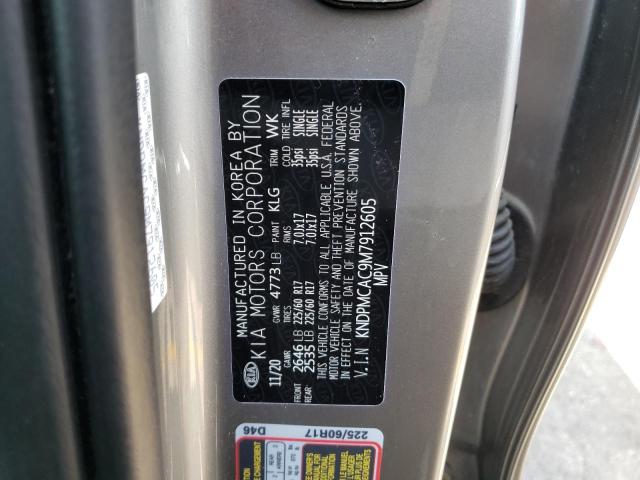 MANUFACTURED IN KOREA BY
KIA MOTORS CORPORATION
KIA
11/20 GVWR 4773 LB PAINT KLG TRIM WK
GAWR TIRES RIMS COLD TIRE INFL
FRONT 2646 LB 225/60 R17 7.0Jx17 35psi SINGLE
REAR 2535 LB 225/60 R17 7.0Jx17 35psi SINGLE
THIS VEHICLE CONFORMS TO ALL APPLICABLE U.S.A. FEDERAL
MOTOR VEHICLE SAFETY AND THEFT PREVENTION STANDARDS
IN EFFECT ON THE DATE OF MANUFACTURE SHOWN ABOVE.
V.I.N KNDPMCAC9M7912605
MPV
225/60R17
D46
REAR